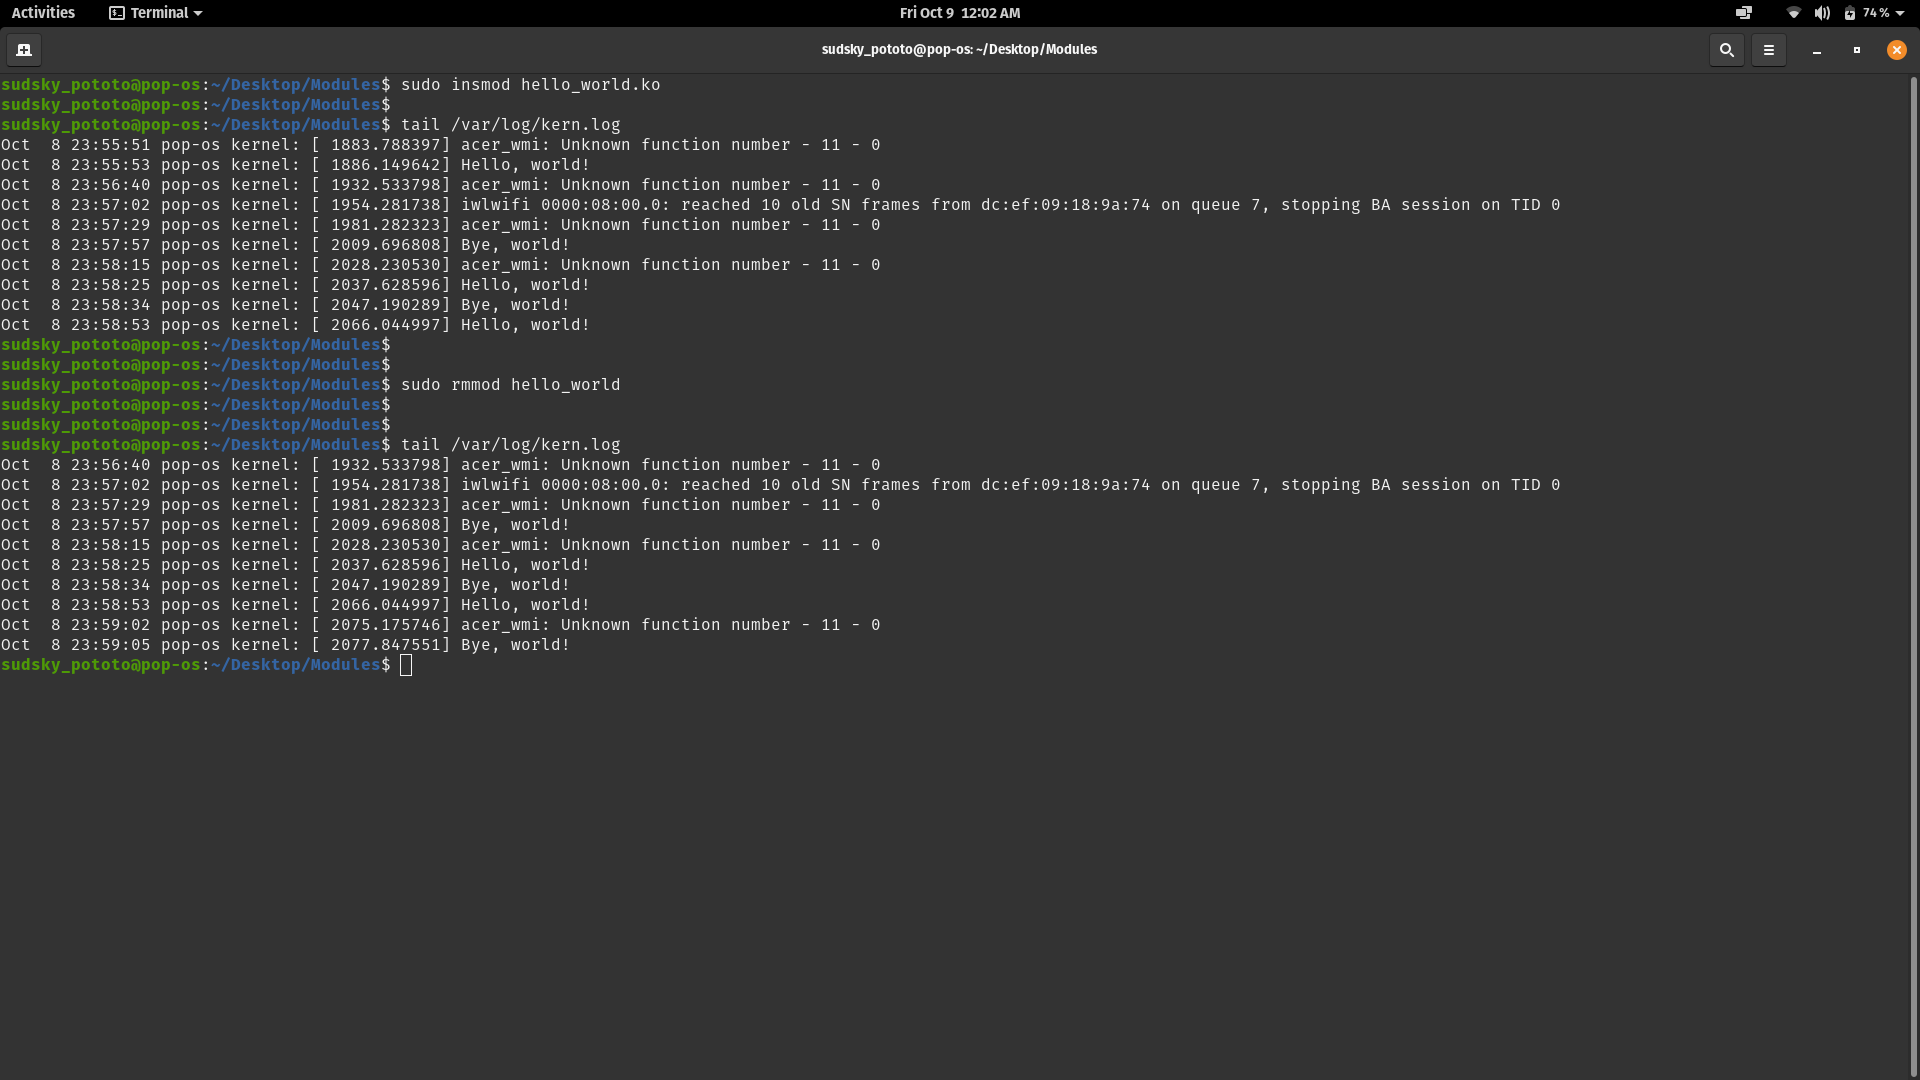 Activities Terminal Fri Oct 9 12:02 AM 74 %
sudsky_pototo@pop-os: ~/Desktop/Modules
sudsky_pototo@pop-os:~/Desktop/Modules$ sudo insmod hello_world.ko
sudsky_pototo@pop-os:~/Desktop/Modules$
sudsky_pototo@pop-os:~/Desktop/Modules$ tail /var/log/kern.log
Oct  8 23:55:51 pop-os kernel: [ 1883.788397] acer_wmi: Unknown function number - 11 - 0
Oct  8 23:55:53 pop-os kernel: [ 1886.149642] Hello, world!
Oct  8 23:56:40 pop-os kernel: [ 1932.533798] acer_wmi: Unknown function number - 11 - 0
Oct  8 23:57:02 pop-os kernel: [ 1954.281738] iwlwifi 0000:08:00.0: reached 10 old SN frames from dc:ef:09:18:9a:74 on queue 7, stopping BA session on TID 0
Oct  8 23:57:29 pop-os kernel: [ 1981.282323] acer_wmi: Unknown function number - 11 - 0
Oct  8 23:57:57 pop-os kernel: [ 2009.696808] Bye, world!
Oct  8 23:58:15 pop-os kernel: [ 2028.230530] acer_wmi: Unknown function number - 11 - 0
Oct  8 23:58:25 pop-os kernel: [ 2037.628596] Hello, world!
Oct  8 23:58:34 pop-os kernel: [ 2047.190289] Bye, world!
Oct  8 23:58:53 pop-os kernel: [ 2066.044997] Hello, world!
sudsky_pototo@pop-os:~/Desktop/Modules$
sudsky_pototo@pop-os:~/Desktop/Modules$
sudsky_pototo@pop-os:~/Desktop/Modules$ sudo rmmod hello_world
sudsky_pototo@pop-os:~/Desktop/Modules$
sudsky_pototo@pop-os:~/Desktop/Modules$
sudsky_pototo@pop-os:~/Desktop/Modules$ tail /var/log/kern.log
Oct  8 23:56:40 pop-os kernel: [ 1932.533798] acer_wmi: Unknown function number - 11 - 0
Oct  8 23:57:02 pop-os kernel: [ 1954.281738] iwlwifi 0000:08:00.0: reached 10 old SN frames from dc:ef:09:18:9a:74 on queue 7, stopping BA session on TID 0
Oct  8 23:57:29 pop-os kernel: [ 1981.282323] acer_wmi: Unknown function number - 11 - 0
Oct  8 23:57:57 pop-os kernel: [ 2009.696808] Bye, world!
Oct  8 23:58:15 pop-os kernel: [ 2028.230530] acer_wmi: Unknown function number - 11 - 0
Oct  8 23:58:25 pop-os kernel: [ 2037.628596] Hello, world!
Oct  8 23:58:34 pop-os kernel: [ 2047.190289] Bye, world!
Oct  8 23:58:53 pop-os kernel: [ 2066.044997] Hello, world!
Oct  8 23:59:02 pop-os kernel: [ 2075.175746] acer_wmi: Unknown function number - 11 - 0
Oct  8 23:59:05 pop-os kernel: [ 2077.847551] Bye, world!
sudsky_pototo@pop-os:~/Desktop/Modules$